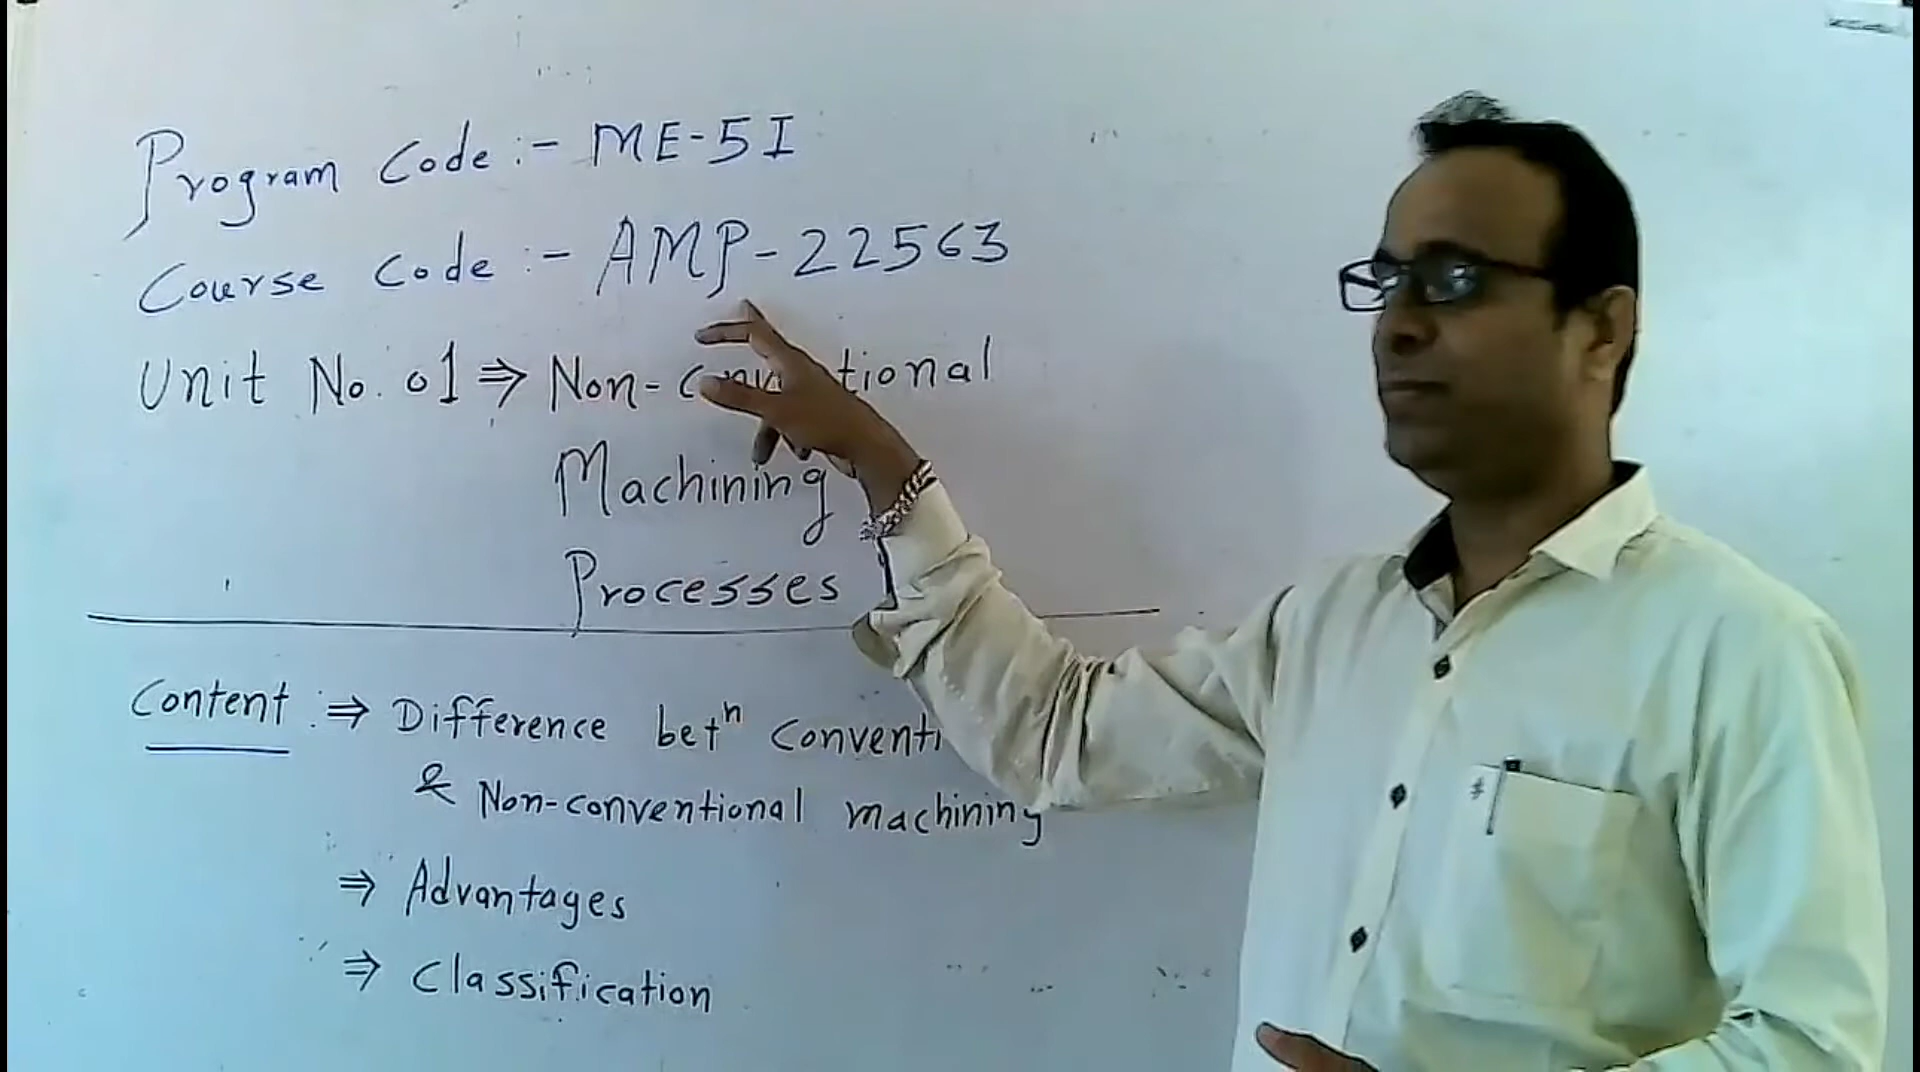 Program Code :- ME-5I
Course Code :- AMP-22563
Unit No. 01 ⇒ Non-Conventional
Machining
Processes
Content :⇒ Difference betⁿ Conventi
& Non-conventional machining
⇒ Advantages
⇒ Classification